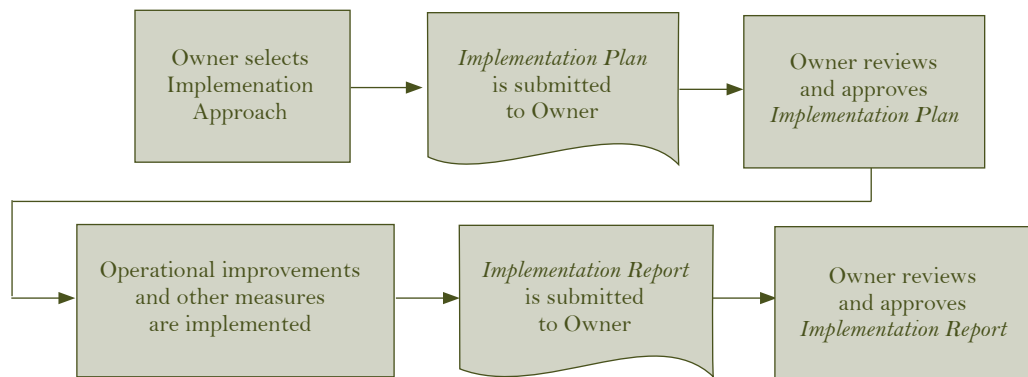 Owner selects
Implemenation
Approach
Implementation Plan
is submitted
to Owner
Owner reviews
and approves
Implementation Plan
Operational improvements
and other measures
are implemented
Implementation Report
is submitted
to Owner
Owner reviews
and approves
Implementation Report